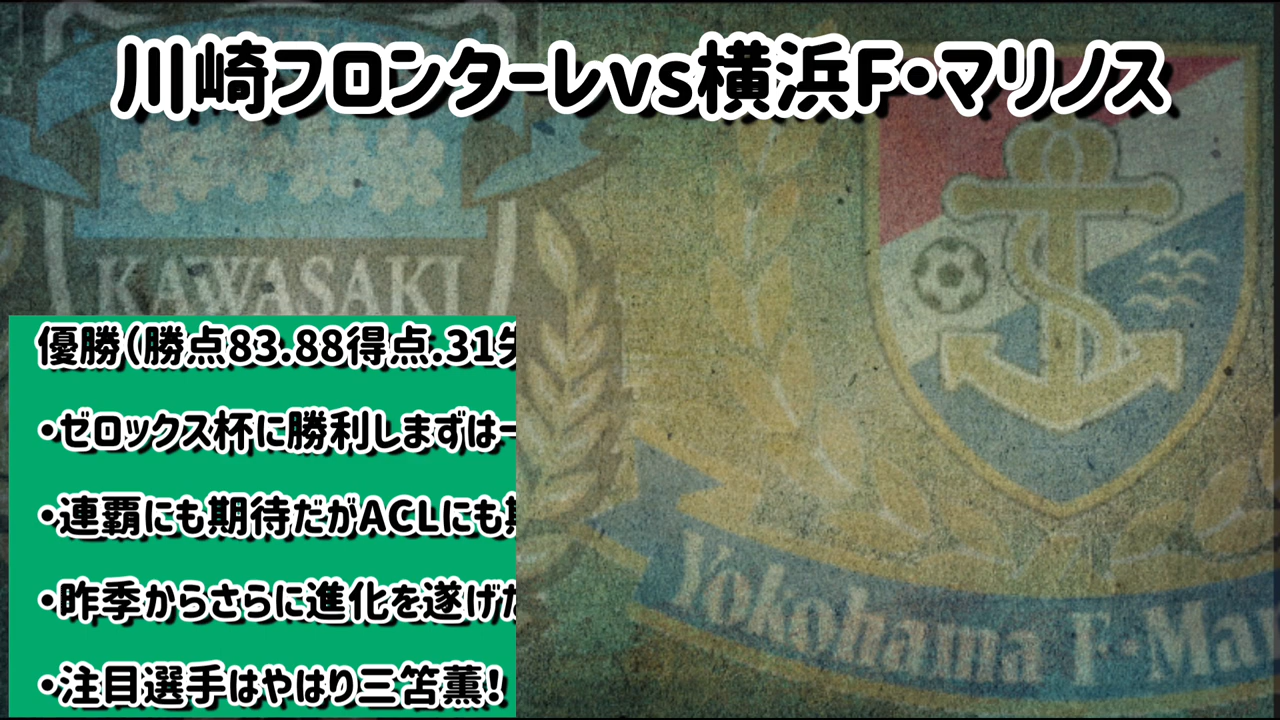 川崎フロンターレvs横浜F・マリノス
KAWASAKI
優勝(勝点83.88得点.31
・ゼロックス杯に勝利しまずは一
・連覇にも期待だがACLにも
・昨季からさらに進化を遂げ
・注目選手はやはり三笘薫!
Yokohama F・Mar